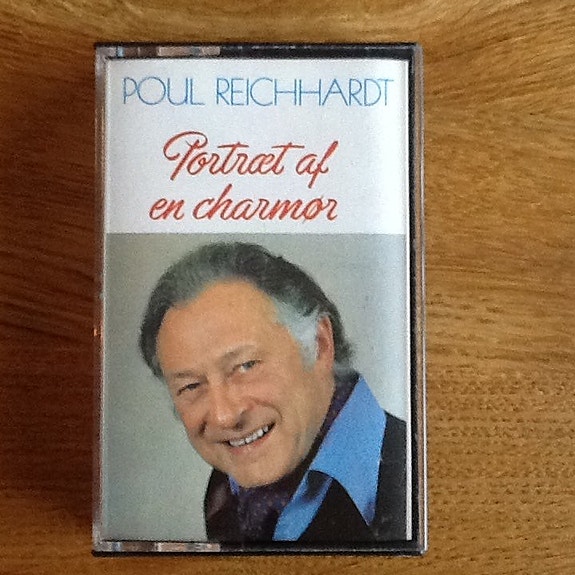 POUL REICHHARDT
Portræt af
en charmør